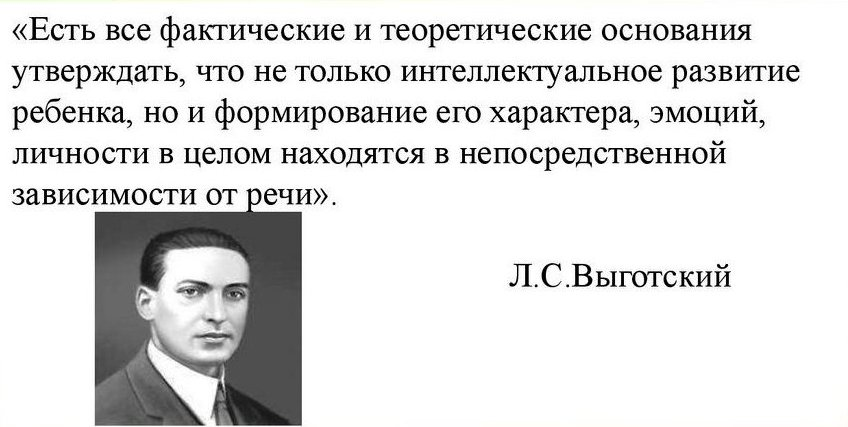 «Есть все фактические и теоретические основания
утверждать, что не только интеллектуальное развитие
ребенка, но и формирование его характера, эмоций,
личности в целом находятся в непосредственной
зависимости от речи».
Л.С.Выготский